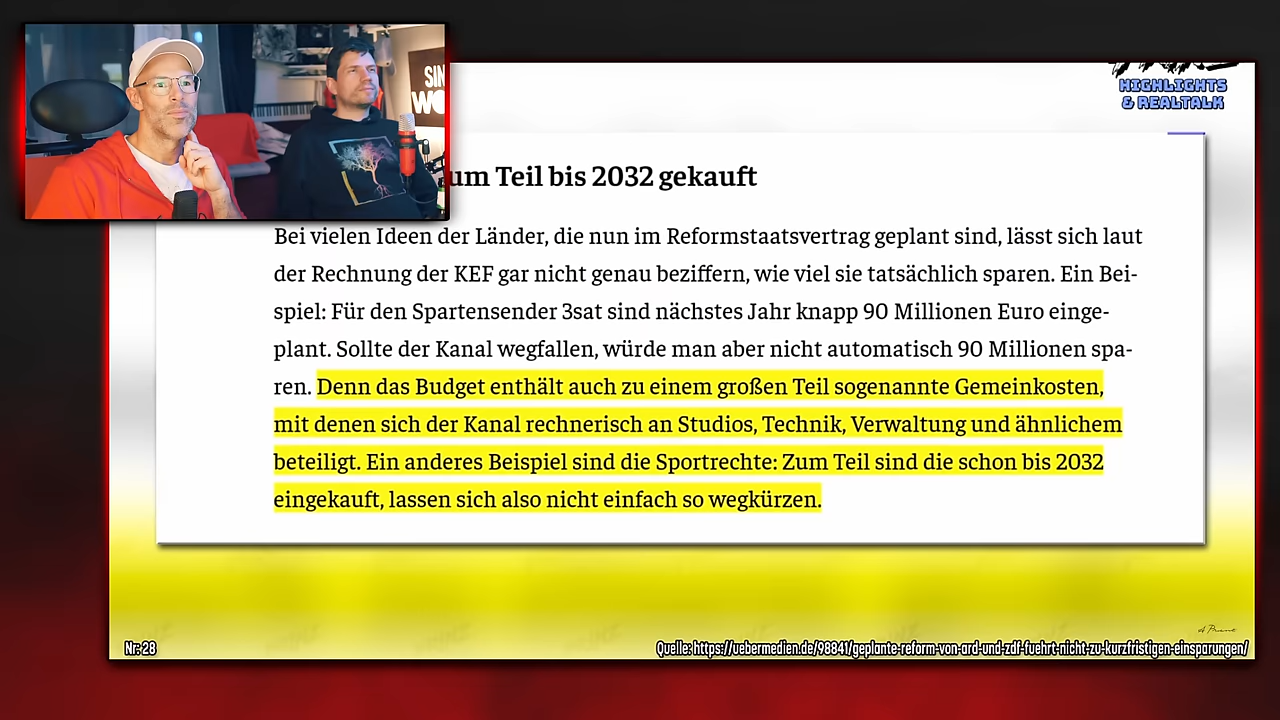 SIN
WO
HIGHLIGHTS
& REALTALK
um Teil bis 2032 gekauft
Bei vielen Ideen der Länder, die nun im Reformstaatsvertrag geplant sind, lässt sich laut
der Rechnung der KEF gar nicht genau beziffern, wie viel sie tatsächlich sparen. Ein Bei-
spiel: Für den Spartensender 3sat sind nächstes Jahr knapp 90 Millionen Euro einge-
plant. Sollte der Kanal wegfallen, würde man aber nicht automatisch 90 Millionen spa-
ren. Denn das Budget enthält auch zu einem großen Teil sogenannte Gemeinkosten,
mit denen sich der Kanal rechnerisch an Studios, Technik, Verwaltung und ähnlichem
beteiligt. Ein anderes Beispiel sind die Sportrechte: Zum Teil sind die schon bis 2032
eingekauft, lassen sich also nicht einfach so wegkürzen.
Nr: 28
Quelle: https://uebermedien.de/98841/geplante-reform-von-ard-und-zdf-fuehrt-nicht-zu-kurzfristigen-einsparungen/